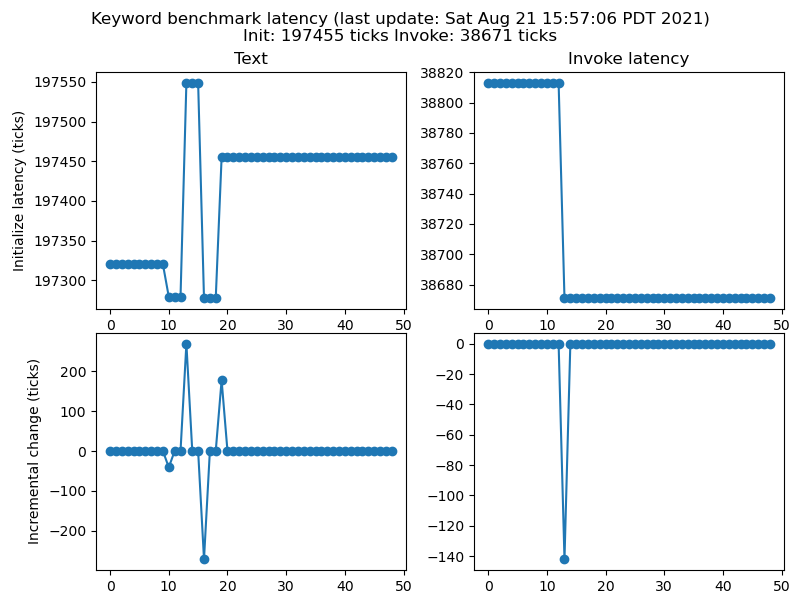 Keyword benchmark latency (last update: Sat Aug 21 15:57:06 PDT 2021)
Init: 197455 ticks Invoke: 38671 ticks
Text
Invoke latency
Initialize latency (ticks)
197550
197500
197450
197400
197350
197300
0 10 20 30 40 50
38820
38800
38780
38760
38740
38720
38700
38680
0 10 20 30 40 50
Incremental change (ticks)
200
100
0
−100
−200
0 10 20 30 40 50
0
−20
−40
−60
−80
−100
−120
−140
0 10 20 30 40 50